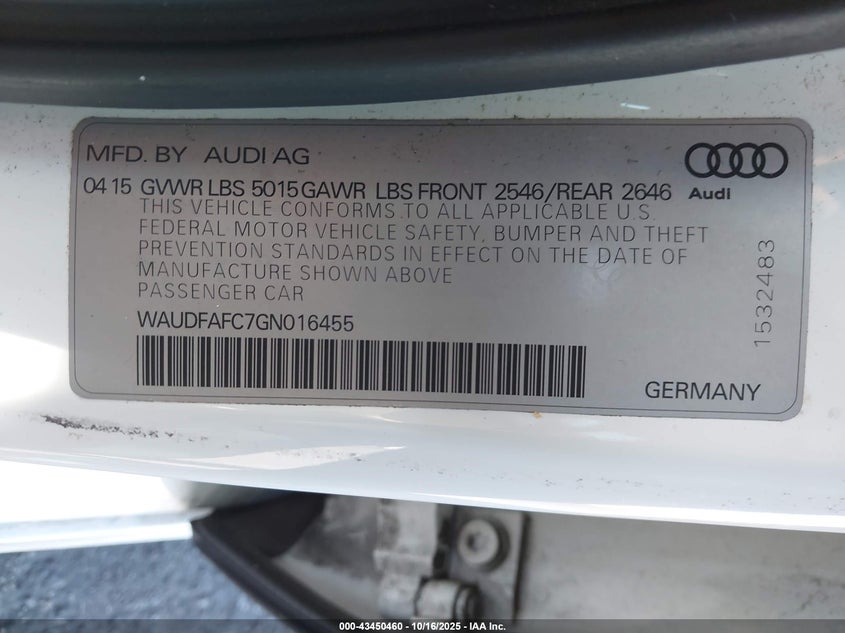 MFD. BY AUDI AG
Audi
04 15 GVWR LBS 5015 GAWR LBS FRONT 2546/REAR 2646
THIS VEHICLE CONFORMS TO ALL APPLICABLE U.S.
FEDERAL MOTOR VEHICLE SAFETY, BUMPER AND THEFT
PREVENTION STANDARDS IN EFFECT ON THE DATE OF
MANUFACTURE SHOWN ABOVE
PASSENGER CAR
WAUDFAFC7GN016455
1532483
GERMANY
000-43450460 - 10/16/2025 - IAA Inc.